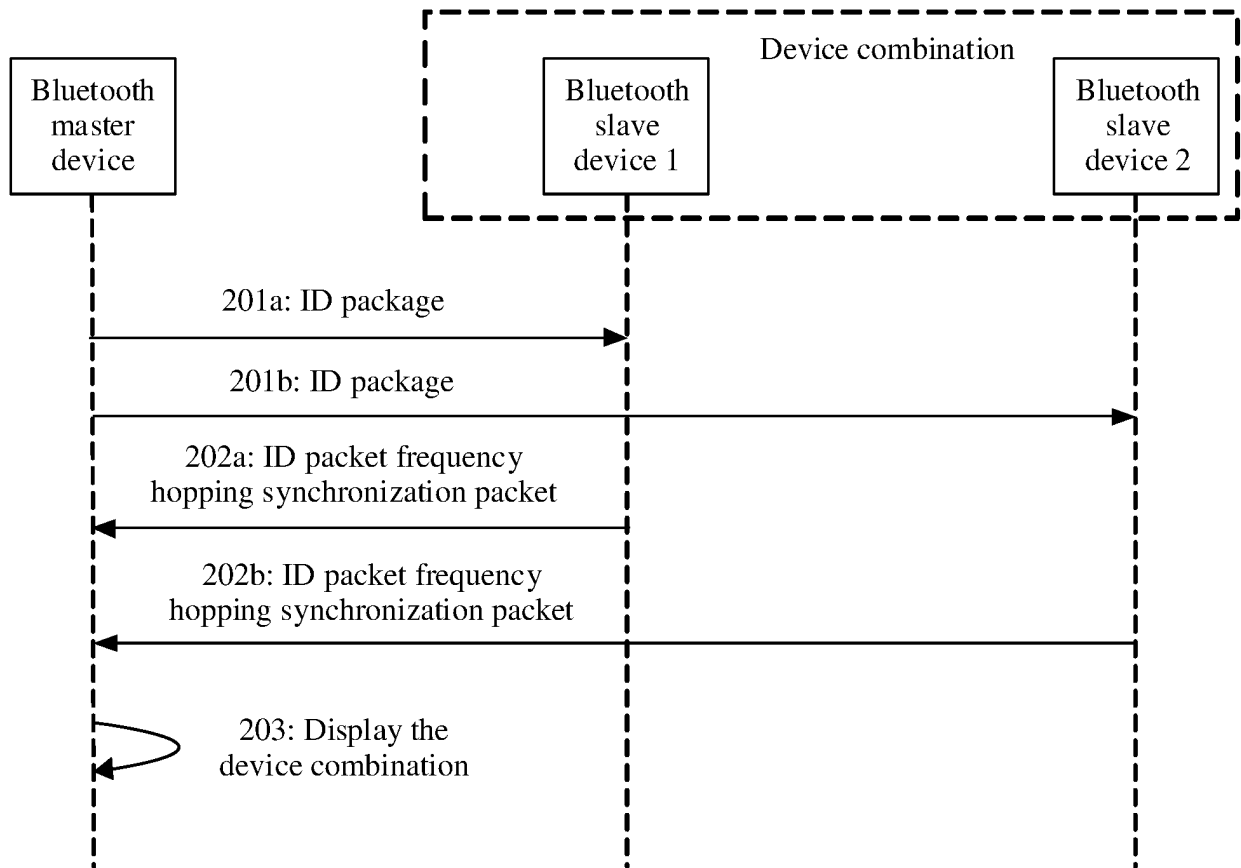 Device combination
Bluetooth
master
device
Bluetooth
slave
device 1
Bluetooth
slave
device 2
201a: ID package
201b: ID package
202a: ID packet frequency
hopping synchronization packet
202b: ID packet frequency
hopping synchronization packet
203: Display the
device combination